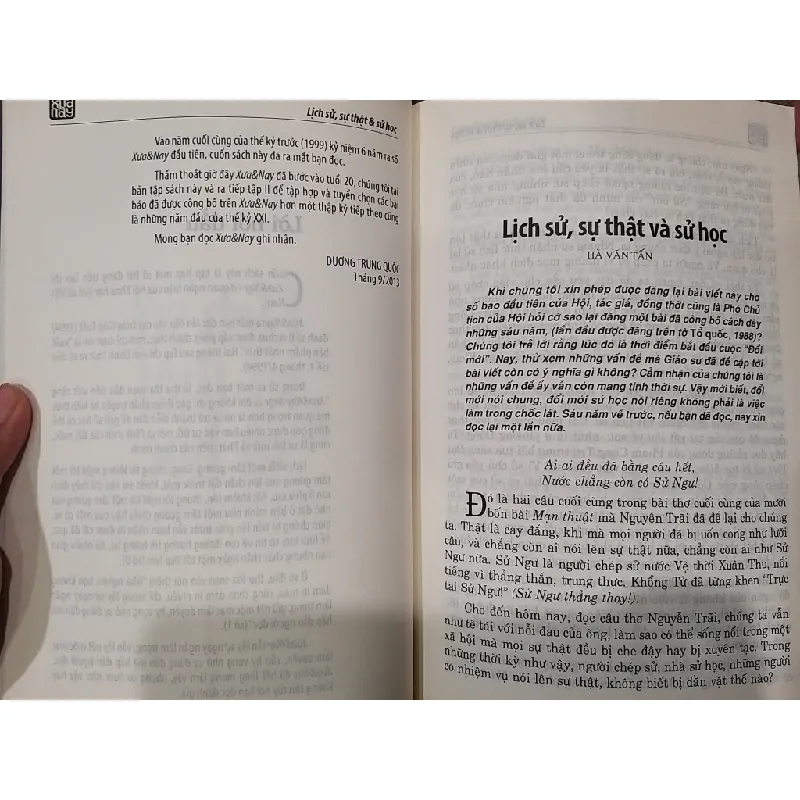 xưa
nay
Lịch sử, sự thật & sử học
Vào năm cuối cùng của thế kỷ trước (1999) kỷ niệm 6 năm ra số
Xưa&Nay đầu tiên, cuốn sách này đã ra mắt bạn đọc.
Thấm thoắt giờ đây Xưa&Nay đã bước vào tuổi 20, chúng tôi tái
bản tập sách này và ra tiếp tập II để tập hợp và tuyển chọn các bài
báo đã được công bố trên Xưa&Nay hơn một thập kỷ tiếp theo cũng
là những năm đầu của thế kỷ XXI.
Mong bạn đọc Xưa&Nay ghi nhận.
DƯƠNG TRUNG QUỐC
Tháng 9/2013
Lịch sử, sự thật và sử học
HÀ VĂN TẤN
Khi chúng tôi xin phép được đăng lại bài viết này cho
số báo đầu tiên của Hội, tác giả, đồng thời cũng là Phó Chủ
tịch của Hội hỏi cớ sao lại đăng một bài đã công bố cách đây
những sáu năm, (lần đầu được đăng trên tờ Tổ quốc, 1988)?
Chúng tôi trả lời rằng lúc đó là thời điểm bắt đầu cuộc "Đổi
mới". Nay, thử xem những vấn đề mà Giáo sư đã đề cập tới
bài viết còn có ý nghĩa gì không? Cảm nhận của chúng tôi là
những vấn đề ấy vẫn còn mang tính thời sự. Vậy mới biết, đổi
mới nói chung, đổi mới sử học nói riêng không phải là việc
làm trong chốc lát. Sáu năm về trước, nếu bạn đã đọc, nay xin
đọc lại một lần nữa.
Ai ai đều đã bằng câu hết,
Nước chẳng còn có Sử Ngư!
Đó là hai câu cuối cùng trong bài thơ cuối cùng của mười
bốn bài Mạn thuật mà Nguyễn Trãi đã để lại cho chúng
ta. Thật là cay đắng, khi mà mọi người đã bị uốn cong như lưỡi
câu, và chẳng còn ai nói lên sự thật nữa, chẳng còn ai như Sử
Ngư nữa. Sử Ngư là người chép sử nước Vệ thời Xuân Thu, nổi
tiếng vì thẳng thắn, trung thực, Khổng Tử đã từng khen "Trực
tai Sử Ngư!" (Sử Ngư thẳng thay!).
Cho đến hôm nay, đọc câu thơ Nguyễn Trãi, chúng ta vẫn
như tê tái với nỗi đau của ông, làm sao có thể sống nổi trong một
xã hội mà mọi sự thật đều bị che đậy hay bị xuyên tạc. Trong
những thời kỳ như vậy, người chép sử, nhà sử học, những người
có nhiệm vụ nói lên sự thật, không biết bị dằn vặt thế nào?